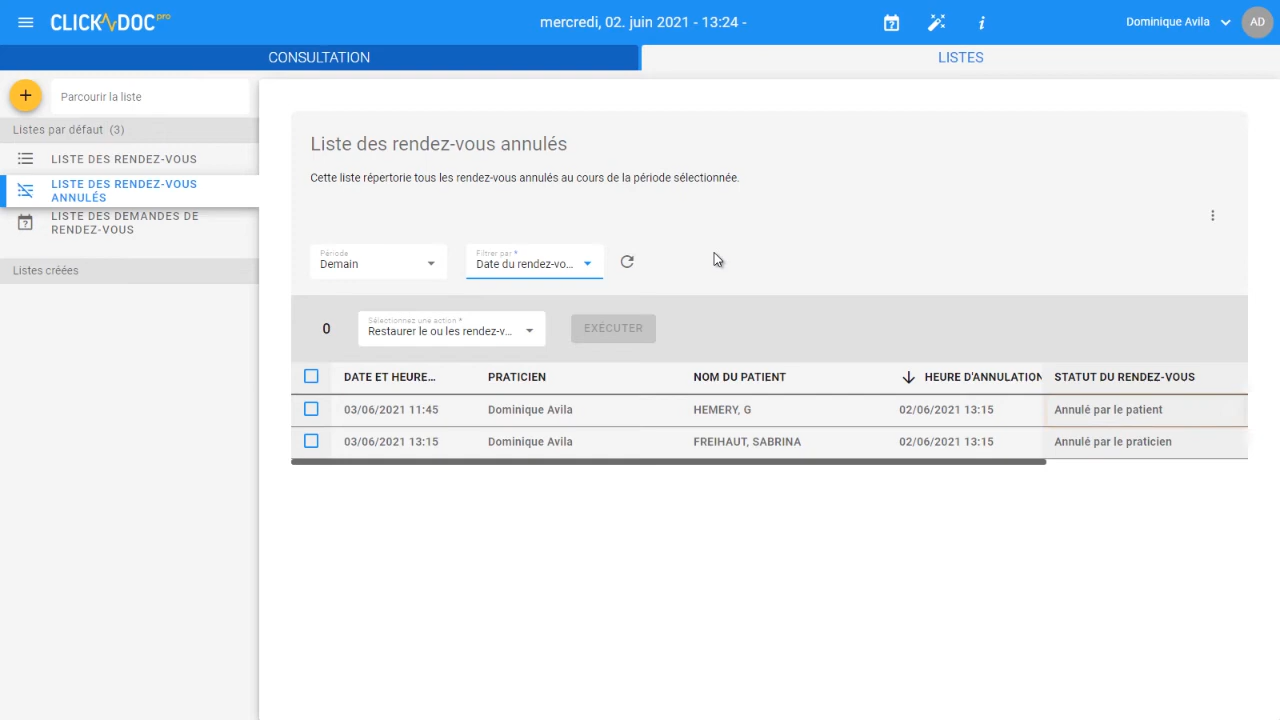 CLICKDOC pro
mercredi, 02. juin 2021 - 13:24 -
i
Dominique Avila
AD
CONSULTATION
LISTES
+
Parcourir la liste
Listes par défaut (3)
LISTE DES RENDEZ-VOUS
LISTE DES RENDEZ-VOUS
ANNULÉS
LISTE DES DEMANDES DE
RENDEZ-VOUS
Listes créées
Liste des rendez-vous annulés
Cette liste répertorie tous les rendez-vous annulés au cours de la période sélectionnée.
Période
Demain
Filtrer par *
Date du rendez-vo...
0
Sélectionnez une action *
Restaurer le ou les rendez-v...
EXÉCUTER
DATE ET HEURE... PRATICIEN NOM DU PATIENT HEURE D'ANNULATION STATUT DU RENDEZ-VOUS
03/06/2021 11:45 Dominique Avila HEMERY, G 02/06/2021 13:15 Annulé par le patient
03/06/2021 13:15 Dominique Avila FREIHAUT, SABRINA 02/06/2021 13:15 Annulé par le praticien